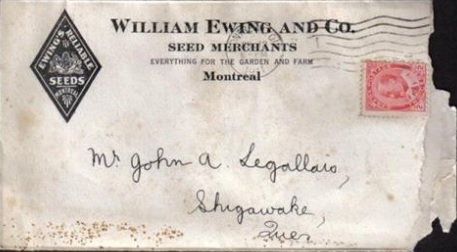 EWING'S RELIABLE
SEEDS
MONTREAL
WILLIAM EWING AND CO.
SEED MERCHANTS
EVERYTHING FOR THE GARDEN AND FARM
Montreal
Mr John A. Legallais,
Shigawake,
Que.